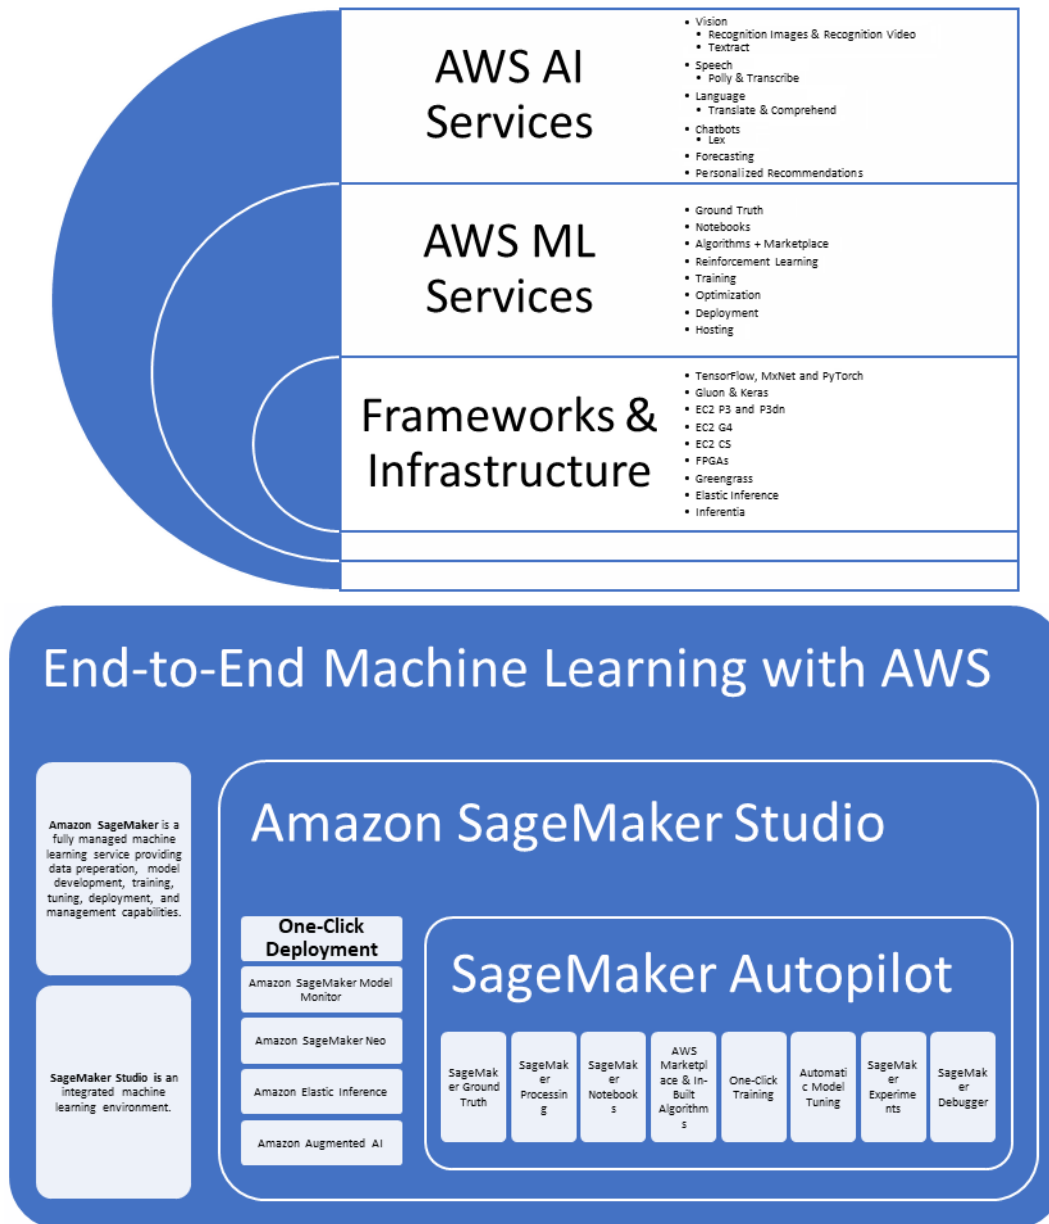 AWS AI
Services
• Vision
• Recognition Images & Recognition Video
• Textract
• Speech
• Polly & Transcribe
• Language
• Translate & Comprehend
• Chatbots
• Lex
• Forecasting
• Personalized Recommendations
AWS ML
Services
• Ground Truth
• Notebooks
• Algorithms + Marketplace
• Reinforcement Learning
• Training
• Optimization
• Deployment
• Hosting
Frameworks &
Infrastructure
• TensorFlow, MxNet and PyTorch
• Gluon & Keras
• EC2 P3 and P3dn
• EC2 G4
• EC2 CS
• FPGAs
• Greengrass
• Elastic Inference
• Inferentia
End-to-End Machine Learning with AWS
Amazon SageMaker is a
fully managed machine
learning service providing
data preperation, model
development, training,
tuning, deployment, and
management capabilities.
SageMaker Studio is an
integrated machine
learning environment.
Amazon SageMaker Studio
One-Click
Deployment
Amazon SageMaker Model
Monitor
Amazon SageMaker Neo
Amazon Elastic Inference
Amazon Augmented AI
SageMaker Autopilot
SageMak
er Ground
Truth
SageMak
er
Processin
g
SageMak
er
Notebook
s
AWS
Marketpl
ace & In-
Built
Algorithm
s
One-Click
Training
Automati
c Model
Tuning
SageMak
er
Experime
nts
SageMak
er
Debugger